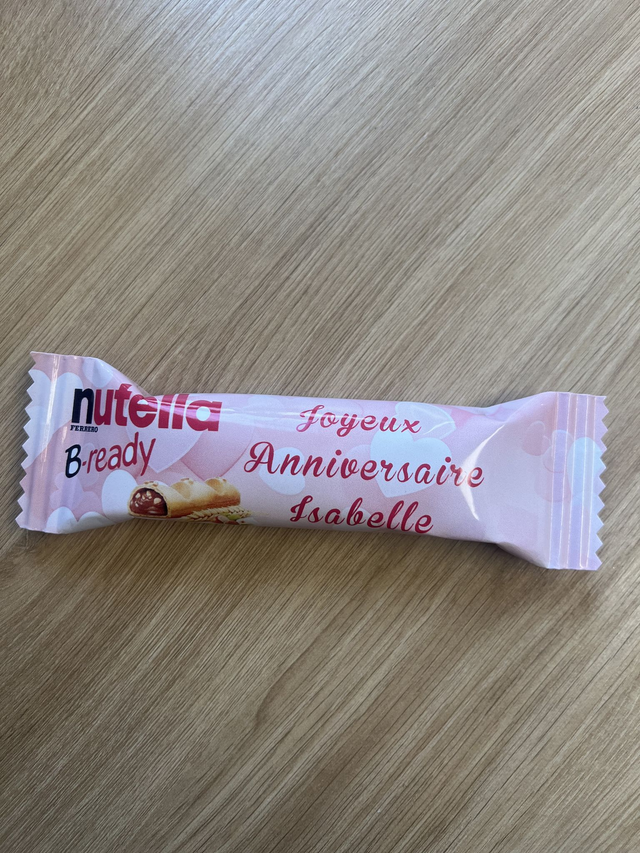 nutella
FERRERO
B-ready
Joyeux
Anniversaire
Isabelle